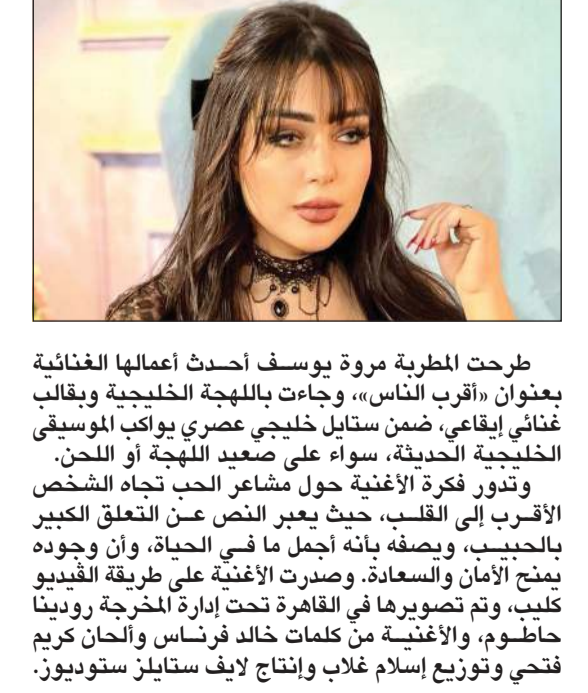 طرحت المطربة مروة يوسف أحدث أعمالها الغنائية
بعنوان «أقرب الناس»، وجاءت باللهجة الخليجية وبقالب
غنائي إيقاعي، ضمن ستايل خليجي عصري يواكب الموسيقى
الخليجية الحديثة، سواء على صعيد اللهجة أو اللحن.
وتدور فكرة الأغنية حول مشاعر الحب تجاه الشخص
الأقرب إلى القلب، حيث يعبر النص عن التعلق الكبير
بالحبيب، ويصفه بأنه أجمل ما في الحياة، وأن وجوده
يمنح الأمان والسعادة. وصدرت الأغنية على طريقة الڤيديو
كليب، وتم تصويرها في القاهرة تحت إدارة المخرجة رودينا
حاطوم، والأغنية من كلمات خالد فرناس وألحان كريم
فتحي وتوزيع إسلام غلاب وإنتاج لايف ستايلز ستوديوز.